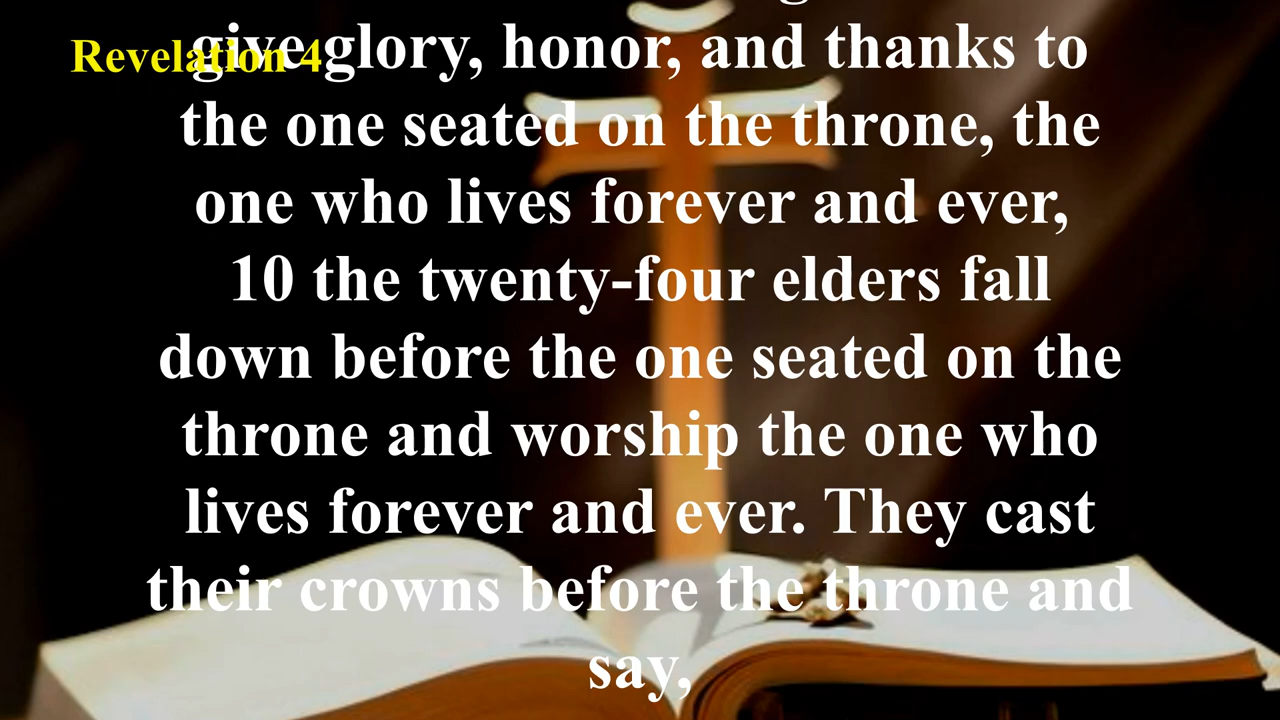 Revelation 4
give glory, honor, and thanks to
the one seated on the throne, the
one who lives forever and ever,
10 the twenty-four elders fall
down before the one seated on the
throne and worship the one who
lives forever and ever. They cast
their crowns before the throne and
say,